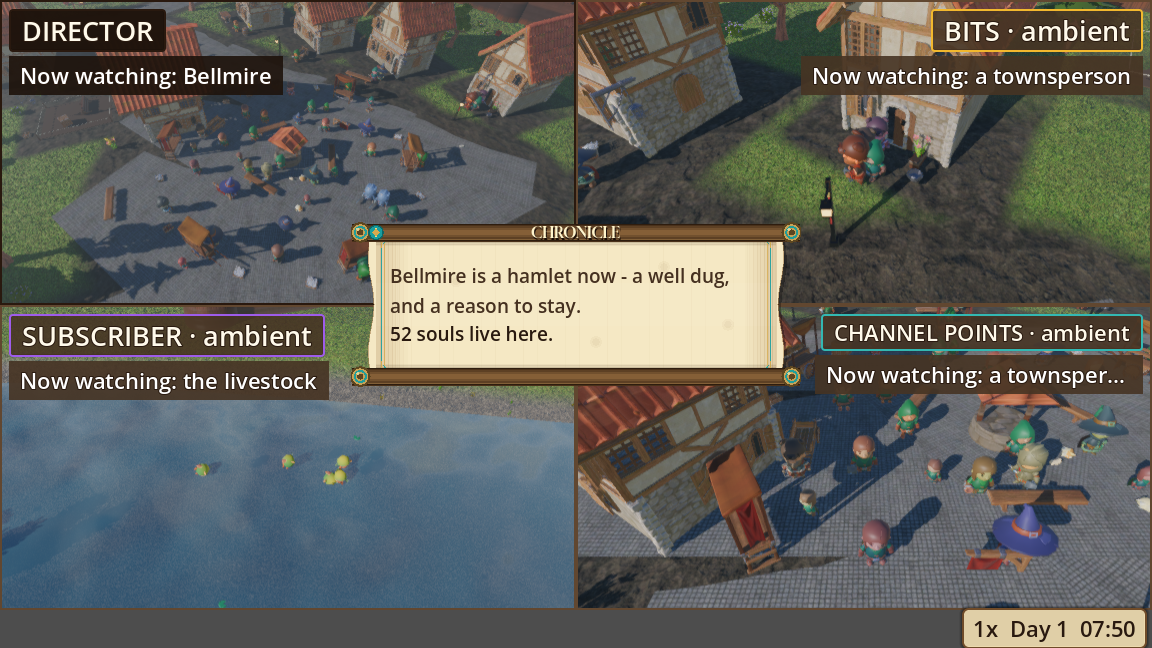 DIRECTOR
Now watching: Bellmire
BITS · ambient
Now watching: a townsperson
CHRONICLE
Bellmire is a hamlet now - a well dug,
and a reason to stay.
52 souls live here.
SUBSCRIBER · ambient
Now watching: the livestock
CHANNEL POINTS · ambient
Now watching: a townsper...
1x Day 1 07:50